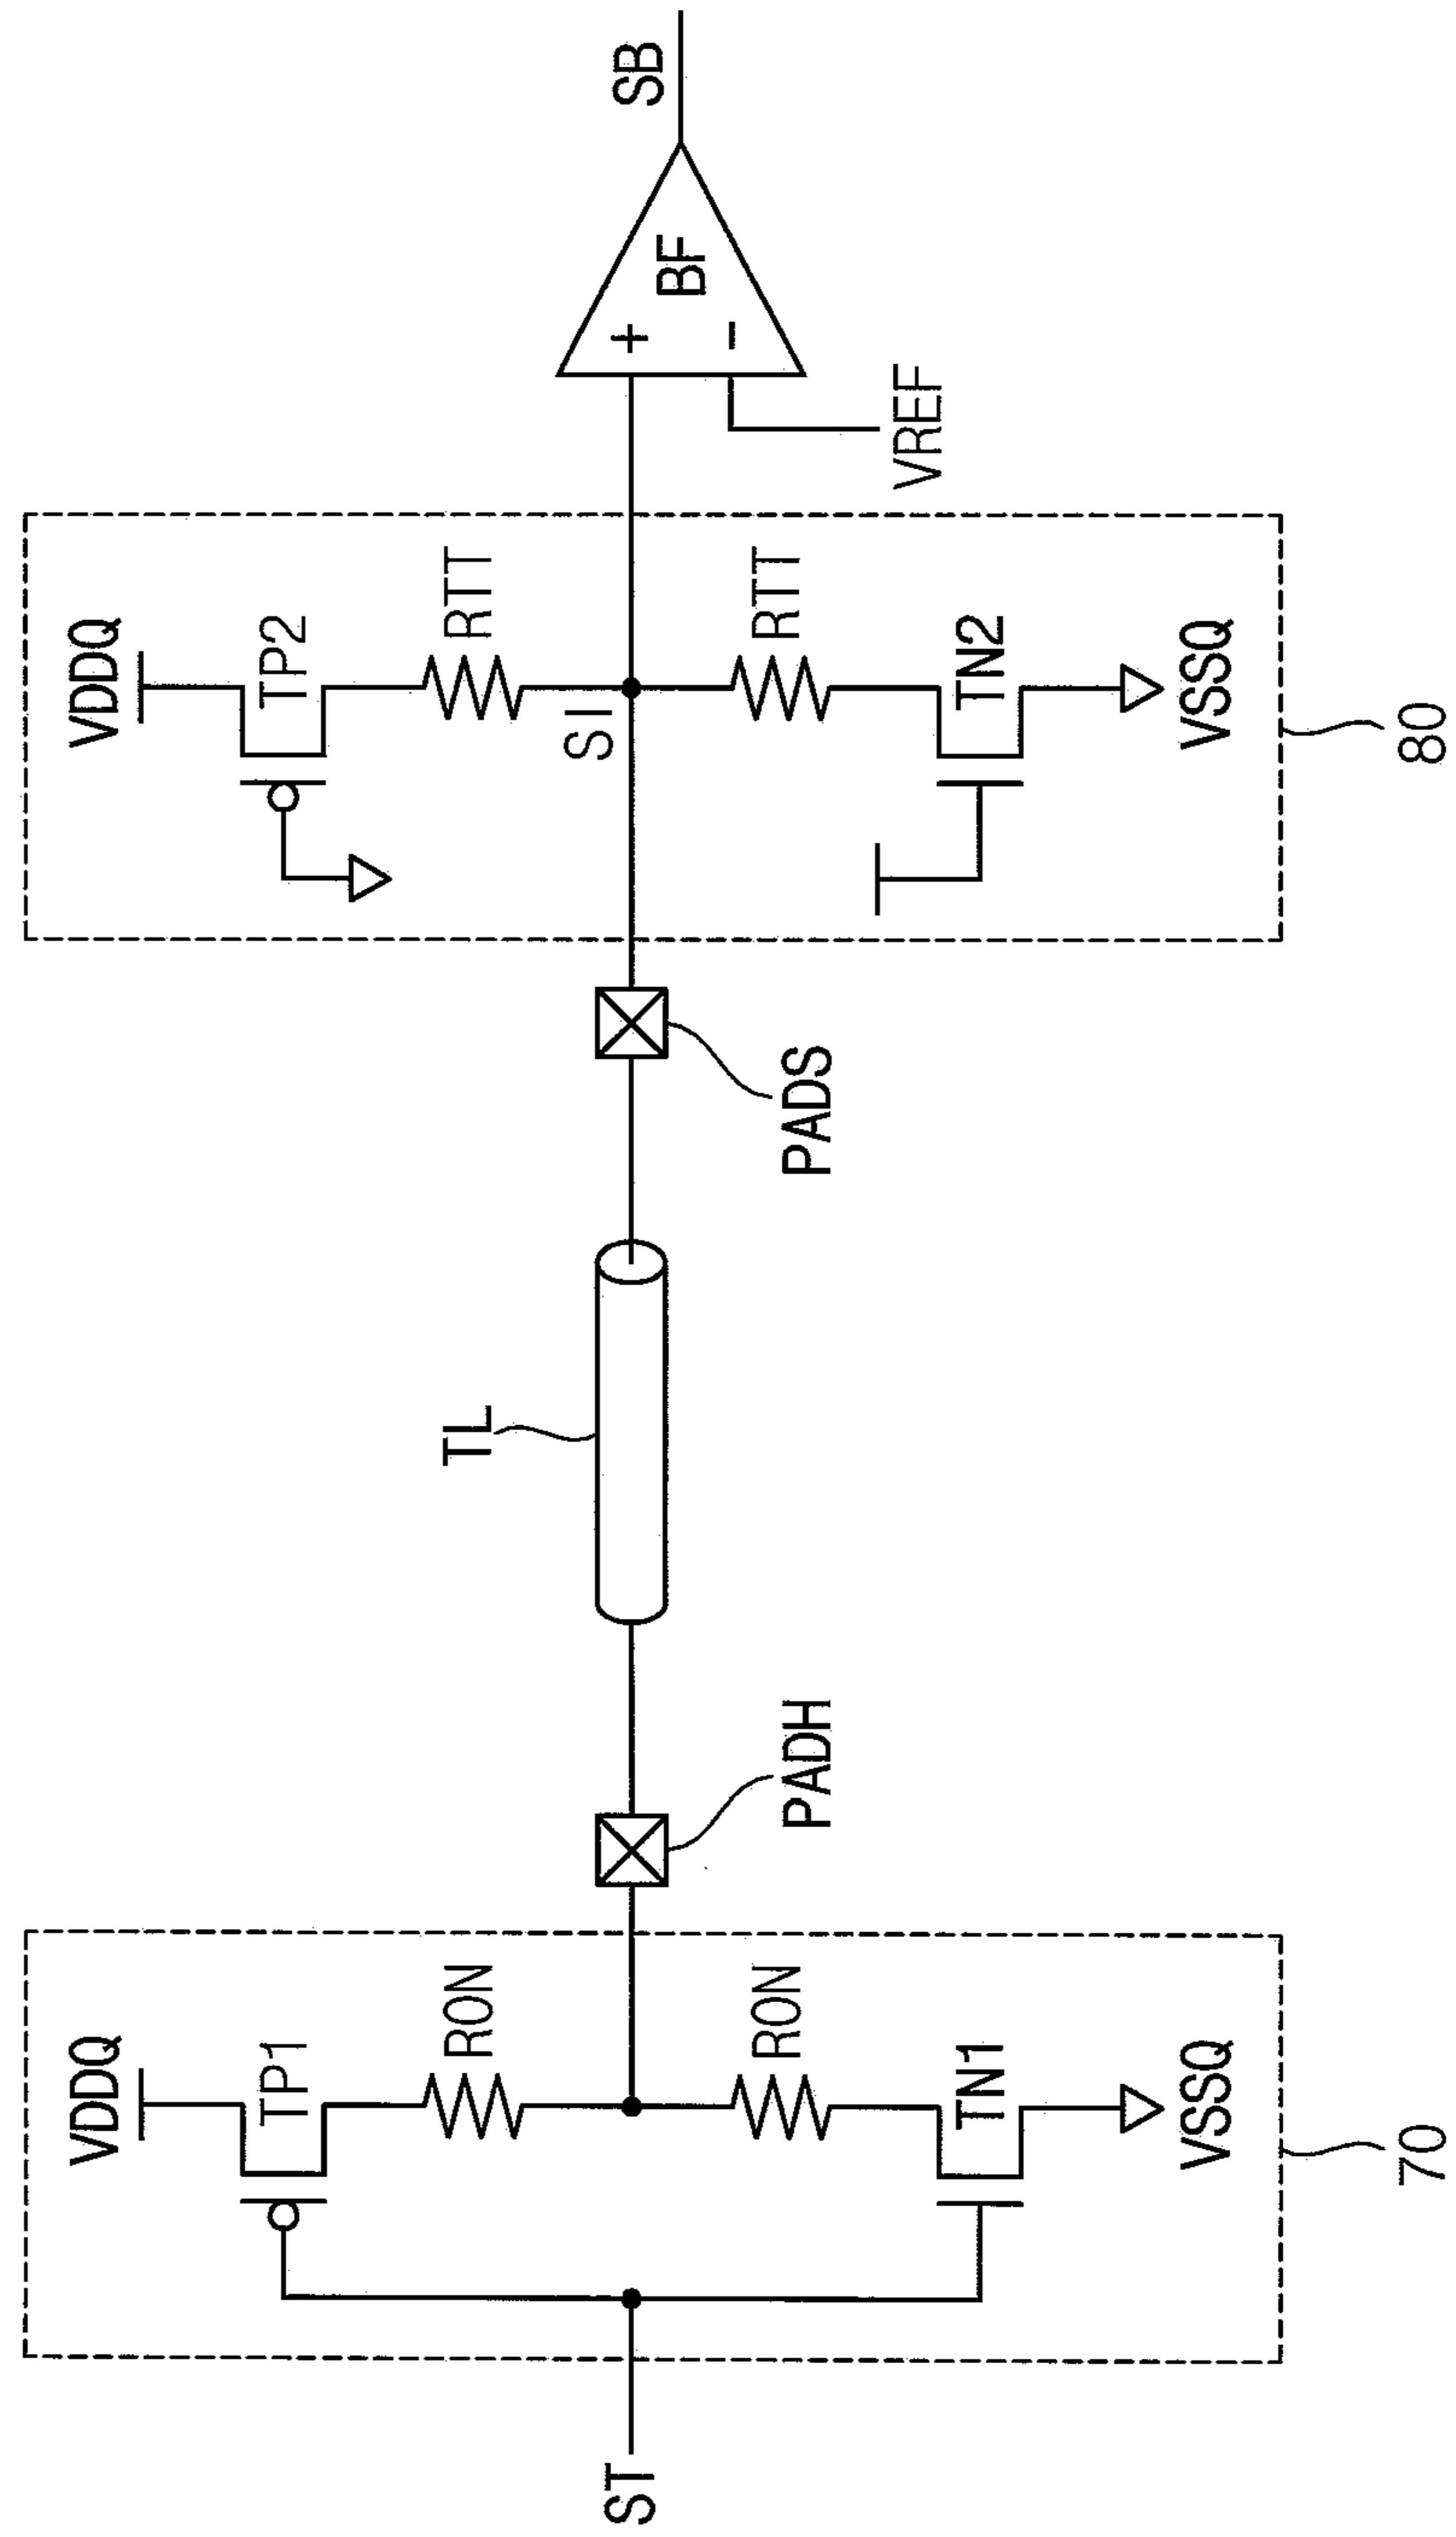 VDDQ
VDDQ
TP1
TP2
RON
TL
RTT
SI
SB
ST
+
BF
-
RON
PADH
PADS
RTT
VREF
TN1
TN2
VSSQ
VSSQ
70
80